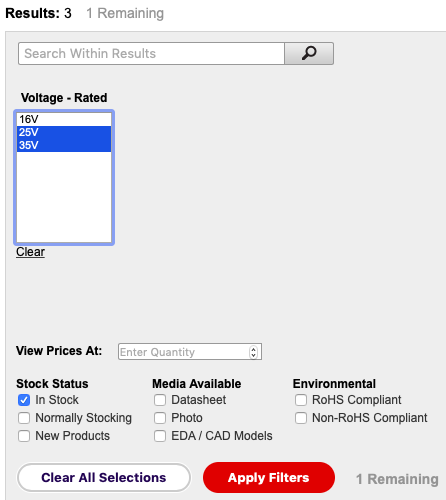 Results: 3 1 Remaining
Search Within Results
Voltage - Rated
16V
25V
35V
Clear
View Prices At: Enter Quantity
Stock Status Media Available Environmental
In Stock Datasheet RoHS Compliant
Normally Stocking Photo Non-RoHS Compliant
New Products EDA / CAD Models
Clear All Selections Apply Filters 1 Remaining